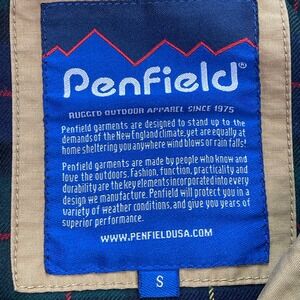 Penfield®
RUGGED OUTDOOR APPAREL SINCE 1975
Penfield garments are designed to stand up to the
demands of the New England climate, yet are equally at
home sheltering you anywhere wind blows or rain falls!
Penfield garments are made by people who know and
love the outdoors. Fashion, function, practicality and
durability are the key elements incorporated into every
design we manufacture. Penfield will protect you in a
variety of weather conditions, and give you years of
superior performance.
WWW.PENFIELDUSA.COM
S